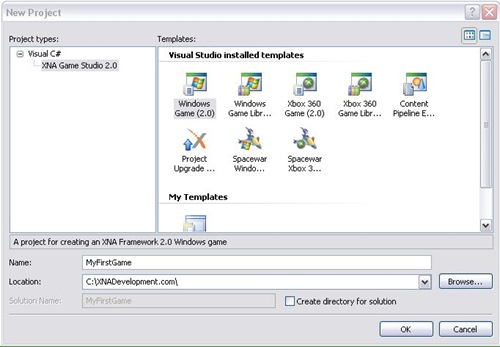 New Project
Project types:
Templates:
Visual C#
XNA Game Studio 2.0
Visual Studio installed templates
Windows Game (2.0)
Windows Game Libr...
Xbox 360 Game (2.0)
Xbox 360 Game Libr...
Content Pipeline E...
Project Upgrade ...
Spacewar Windo...
Spacewar Xbox 3...
My Templates
A project for creating an XNA Framework 2.0 Windows game
Name:
MyFirstGame
Location:
C:\XNADevelopment.com\
Browse...
Solution Name:
MyFirstGame
Create directory for solution
OK
Cancel